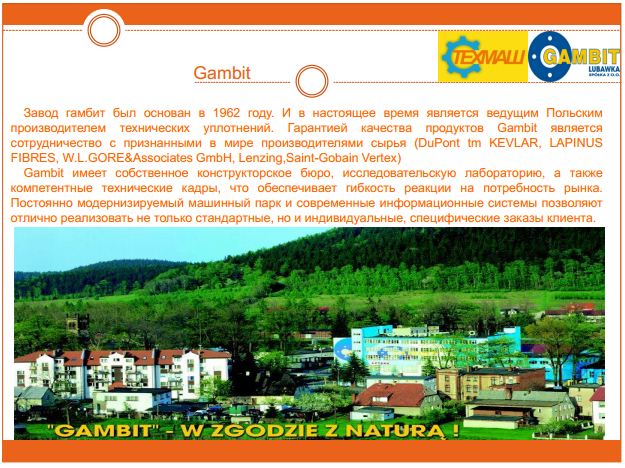 ТЕХМАШ
GAMBIT
LUBAWKA
SPÓŁKA Z O.O.
Gambit
Завод гамбит был основан в 1962 году. И в настоящее время является ведущим Польским
производителем технических уплотнений. Гарантией качества продуктов Gambit является
сотрудничество с признанными в мире производителями сырья (DuPont tm KEVLAR, LAPINUS
FIBRES, W.L.GORE&Associates GmbH, Lenzing,Saint-Gobain Vertex)
Gambit имеет собственное конструкторское бюро, исследовательскую лабораторию, а также
компетентные технические кадры, что обеспечивает гибкость реакции на потребность рынка.
Постоянно модернизируемый машинный парк и современные информационные системы позволяют
отлично реализовать не только стандартные, но и индивидуальные, специфические заказы клиента.
"GAMBIT" - W ZGODZIE Z NATURĄ !